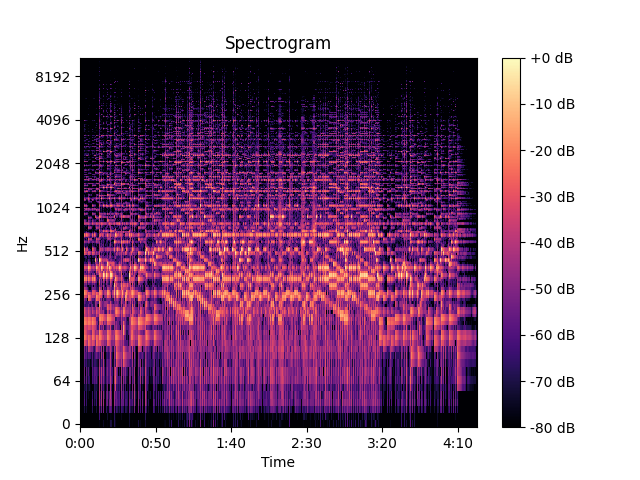 Spectrogram
8192
4096
2048
1024
512
256
128
64
0
Hz
0:00
0:50
1:40
2:30
3:20
4:10
Time
+0 dB
-10 dB
-20 dB
-30 dB
-40 dB
-50 dB
-60 dB
-70 dB
-80 dB